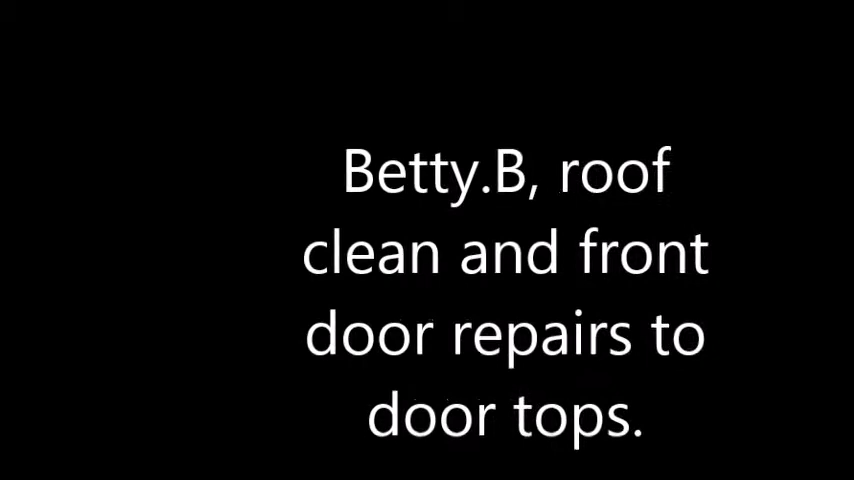 Betty.B, roof
clean and front
door repairs to
door tops.